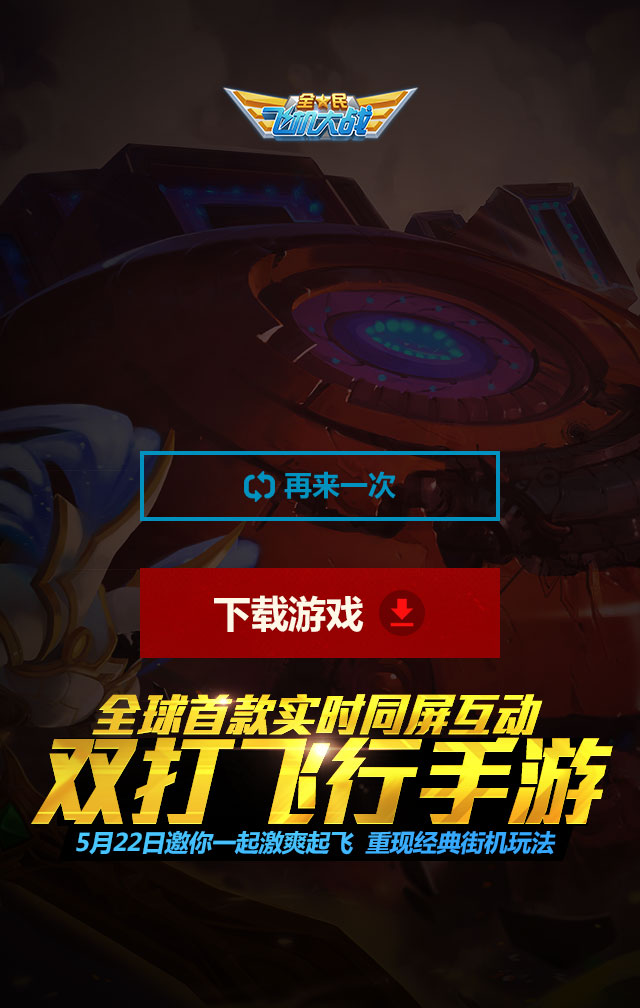 全民
飞机大战
再来一次
下载游戏
全球首款实时同屏互动
双打飞行手游
5月22日邀你一起激爽起飞 重现经典街机玩法